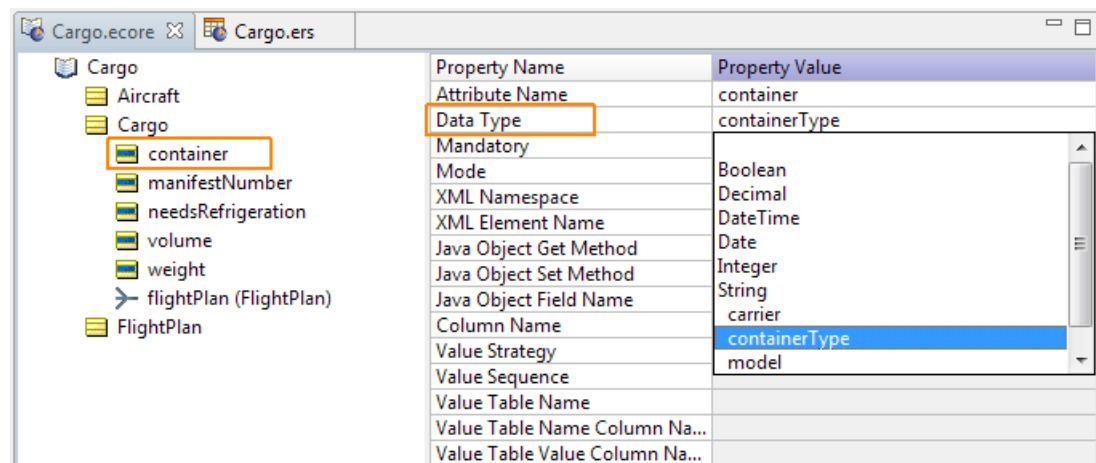 Cargo.ecore Cargo.ers
Cargo
Aircraft
Cargo
container
manifestNumber
needsRefrigeration
volume
weight
flightPlan (FlightPlan)
FlightPlan
Property Name Property Value
Attribute Name container
Data Type containerType
Mandatory
Mode
XML Namespace
XML Element Name
Java Object Get Method
Java Object Set Method
Java Object Field Name
Column Name
Value Strategy
Value Sequence
Value Table Name
Value Table Name Column Na...
Value Table Value Column Na...
Boolean
Decimal
DateTime
Date
Integer
String
carrier
containerType
model